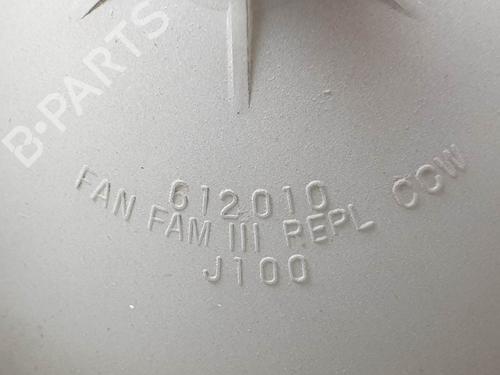 B-PARTS
612010
FAN FAM III REPL CCW
J100